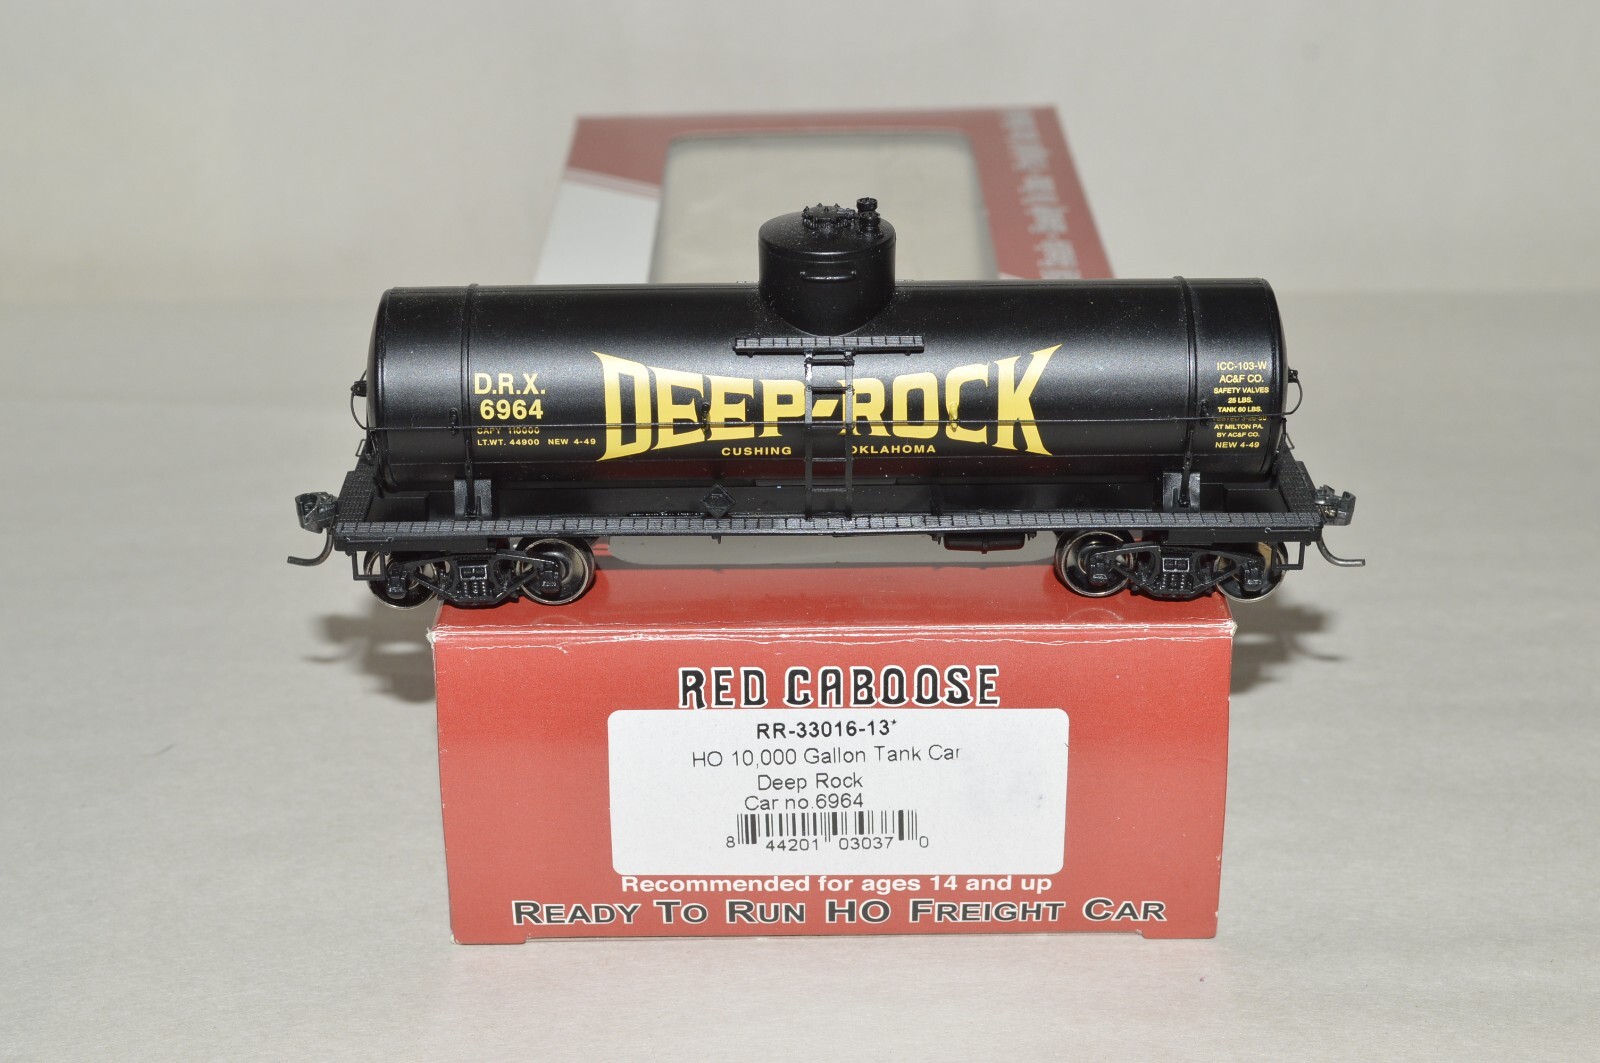 D.R.X.
6964
CAPY 110000
LT.WT. 44900 NEW 4-49
DEEP-ROCK
CUSHING OKLAHOMA
ICC-103-W
AC&F CO.
SAFETY VALVES
25 LBS.
TANK 60 LBS.
AT MILTON PA.
BY AC&F CO.
NEW 4-49
RED CABOOSE
RR-33016-13*
HO 10,000 Gallon Tank Car
Deep Rock
Car no.6964
8 44201 03037 0
Recommended for ages 14 and up
READY TO RUN HO FREIGHT CAR